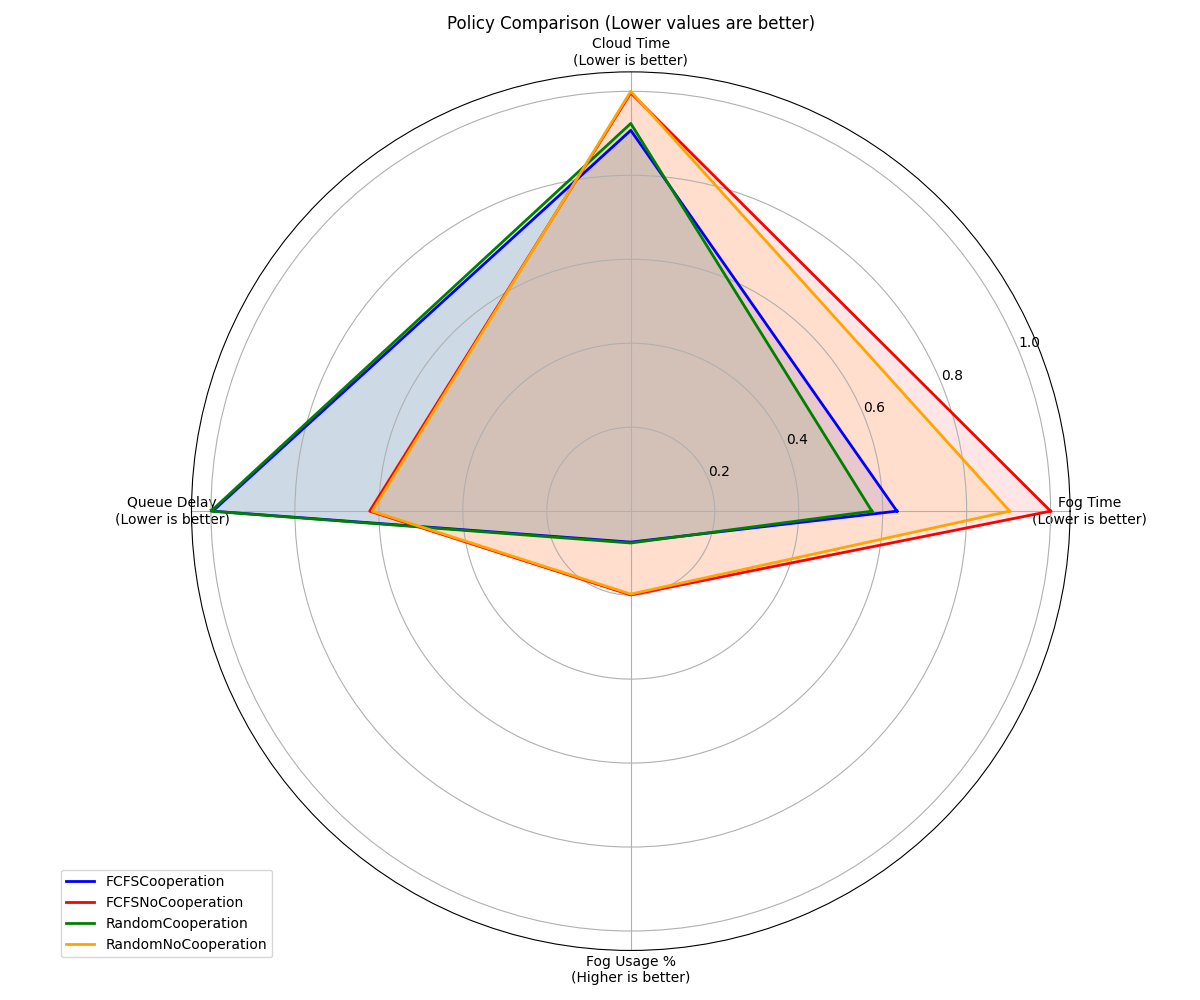 Policy Comparison (Lower values are better)
Cloud Time
(Lower is better)
1.0
0.8
0.6
0.4
0.2
Queue Delay
(Lower is better)
Fog Time
(Lower is better)
FCFSCooperation
FCFSNoCooperation
RandomCooperation
RandomNoCooperation
Fog Usage %
(Higher is better)